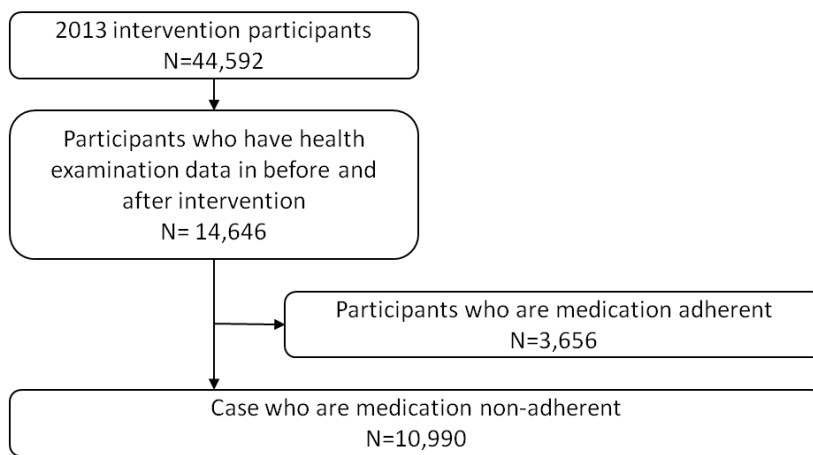 2013 intervention participants
N=44,592
Participants who have health
examination data in before and
after intervention
N= 14,646
Participants who are medication adherent
N=3,656
Case who are medication non-adherent
N=10,990